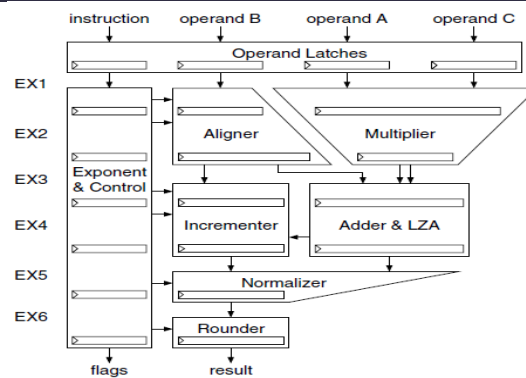 instruction operand B operand A operand C
Operand Latches
EX1
EX2 Aligner Multiplier
EX3 Exponent
& Control
EX4 Incrementer Adder & LZA
EX5 Normalizer
EX6 Rounder
flags result